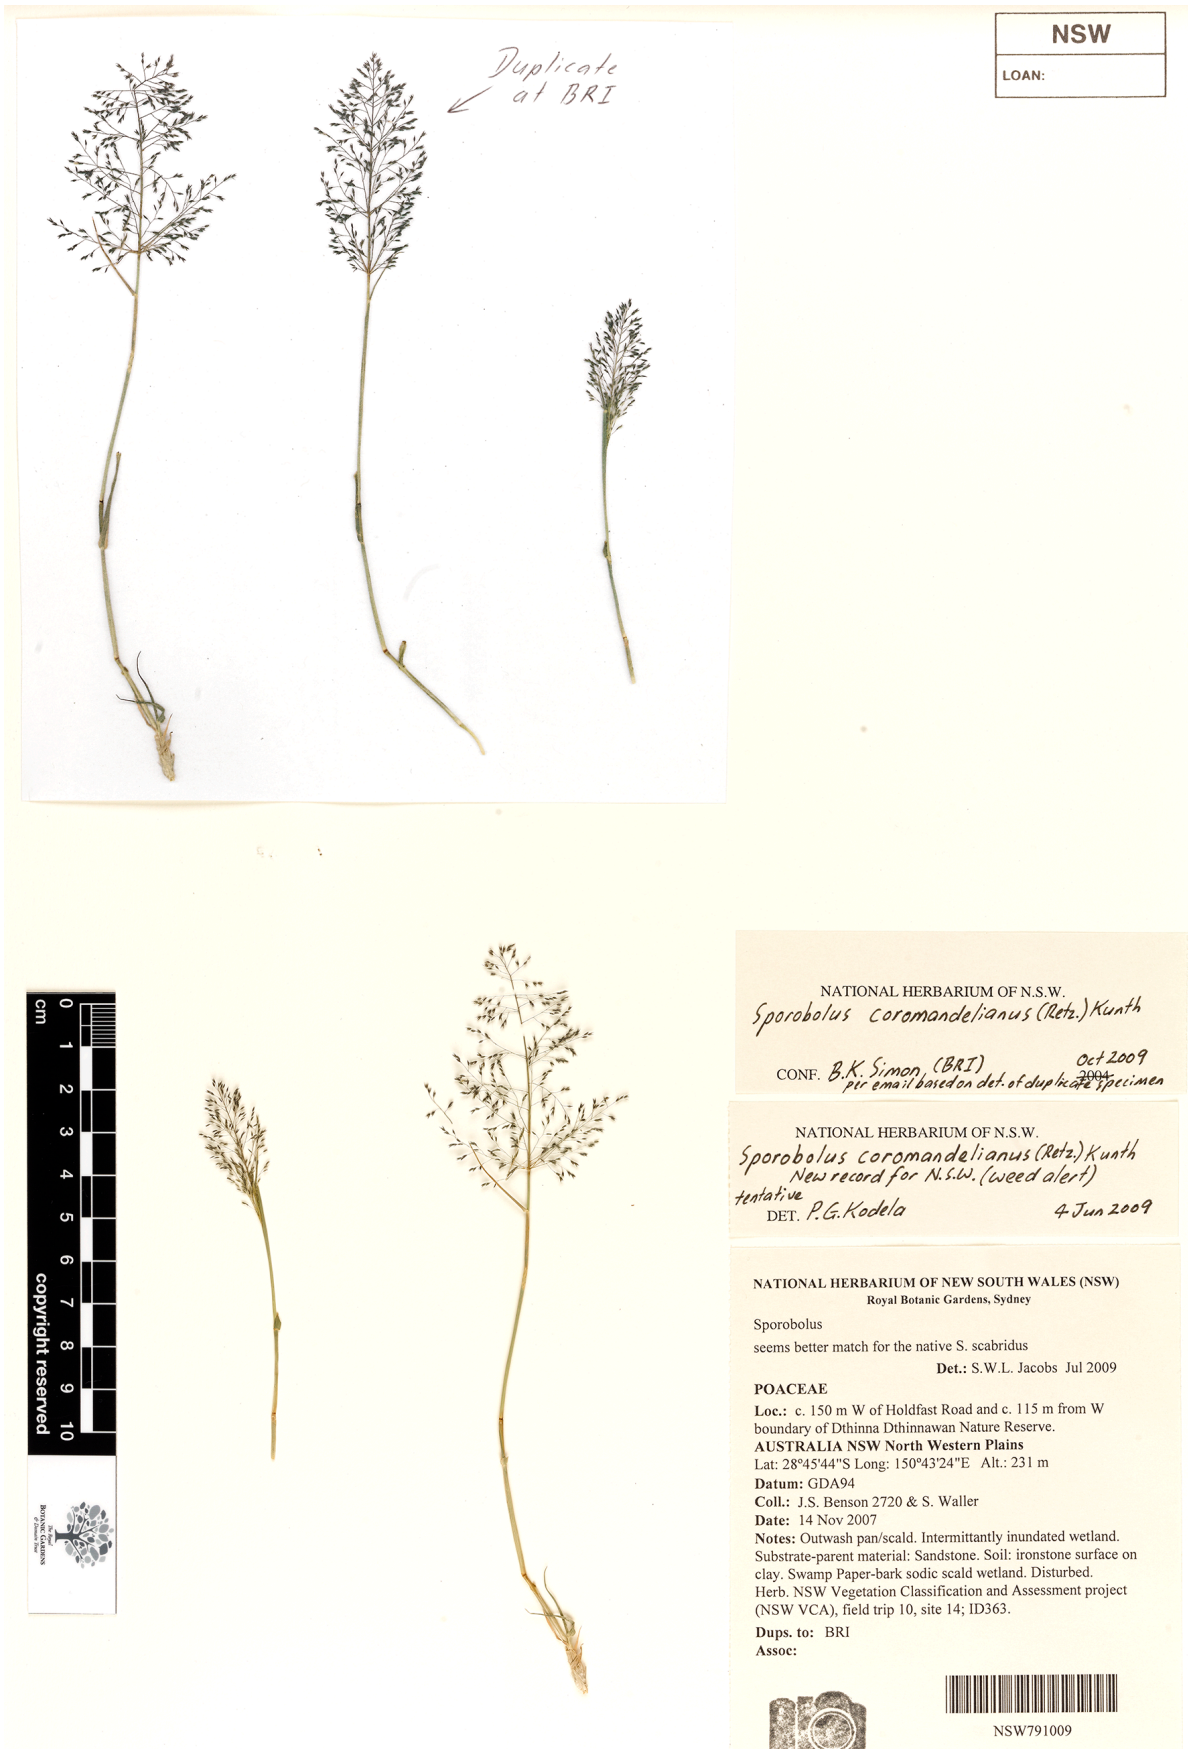 Duplicate
at BRI
NSW
LOAN:
NATIONAL HERBARIUM OF N.S.W.
Sporobolus coromandelianus (Retz.) Kunth
CONF. B.K. Simon, (BRI) Oct 2009
2004
per email based on det. of duplicate specimen
NATIONAL HERBARIUM OF N.S.W.
Sporobolus coromandelianus (Retz.) Kunth
New record for N.S.W. (weed alert)
tentative
DET. P.G. Kodela 4 Jun 2009
NATIONAL HERBARIUM OF NEW SOUTH WALES (NSW)
Royal Botanic Gardens, Sydney
Sporobolus
seems better match for the native S. scabridus
Det.: S.W.L. Jacobs Jul 2009
POACEAE
Loc.: c. 150 m W of Holdfast Road and c. 115 m from W
boundary of Dthinna Dthinnawan Nature Reserve.
AUSTRALIA NSW North Western Plains
Lat: 28°45'44"S Long: 150°43'24"E Alt.: 231 m
Datum: GDA94
Coll.: J.S. Benson 2720 & S. Waller
Date: 14 Nov 2007
Notes: Outwash pan/scald. Intermittantly inundated wetland.
Substrate-parent material: Sandstone. Soil: ironstone surface on
clay. Swamp Paper-bark sodic scald wetland. Disturbed.
Herb. NSW Vegetation Classification and Assessment project
(NSW VCA), field trip 10, site 14; ID363.
Dups. to: BRI
Assoc:
NSW791009
cm
0
1
2
3
4
5
6
7
8
9
10
copyright reserved
The Royal
BOTANIC GARDENS
& Domain Trust